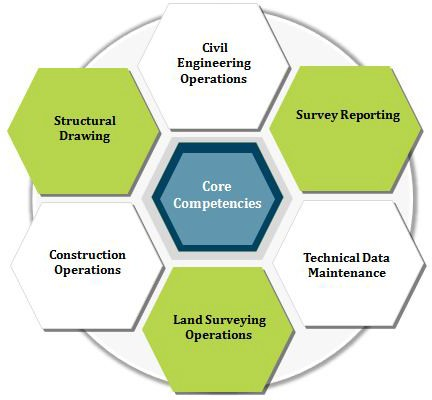 Civil
Engineering
Operations
Structural
Drawing
Survey Reporting
Core
Competencies
Construction
Operations
Technical Data
Maintenance
Land Surveying
Operations